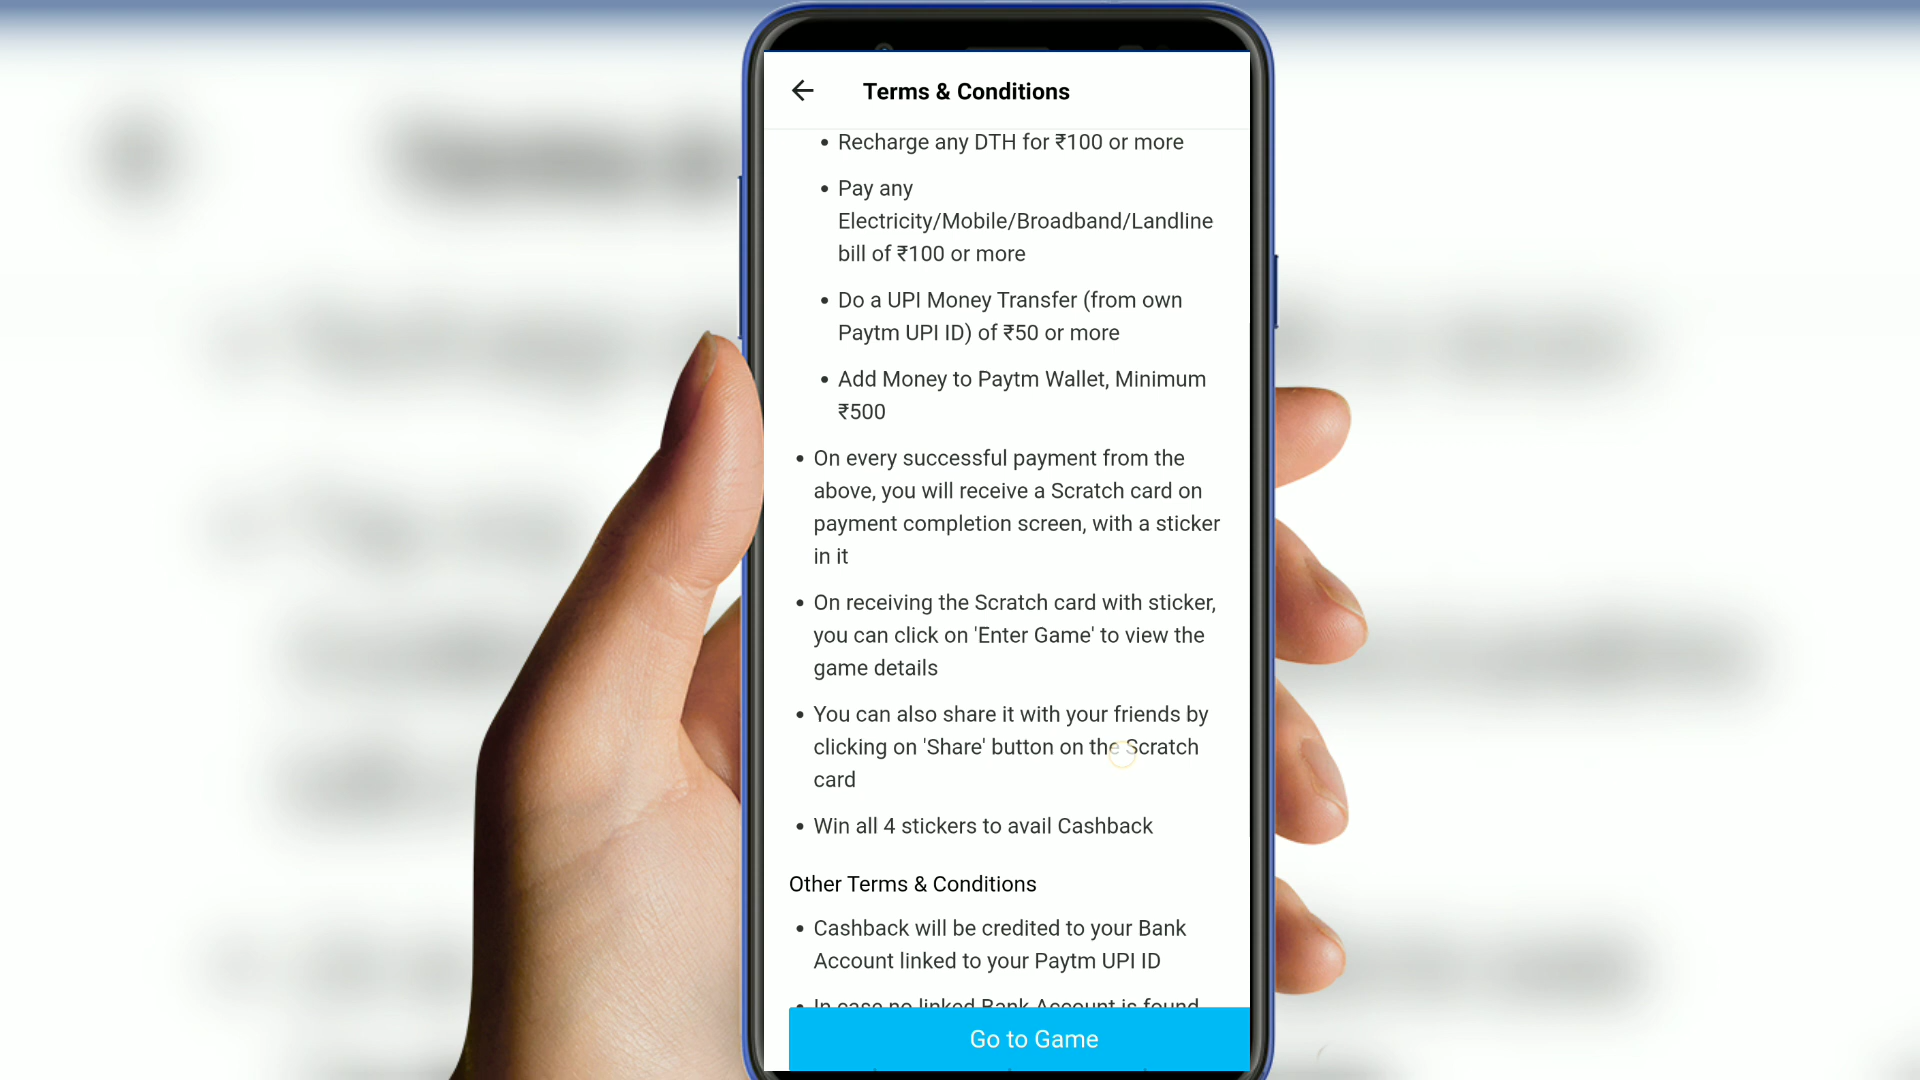 Terms & Conditions
• Recharge any DTH for ₹100 or more
• Pay any
Electricity/Mobile/Broadband/Landline
bill of ₹100 or more
• Do a UPI Money Transfer (from own
Paytm UPI ID) of ₹50 or more
• Add Money to Paytm Wallet, Minimum
₹500
• On every successful payment from the
above, you will receive a Scratch card on
payment completion screen, with a sticker
in it
• On receiving the Scratch card with sticker,
you can click on 'Enter Game' to view the
game details
• You can also share it with your friends by
clicking on 'Share' button on the Scratch
card
• Win all 4 stickers to avail Cashback
Other Terms & Conditions
• Cashback will be credited to your Bank
Account linked to your Paytm UPI ID
• In case no linked Bank Account is found
Go to Game